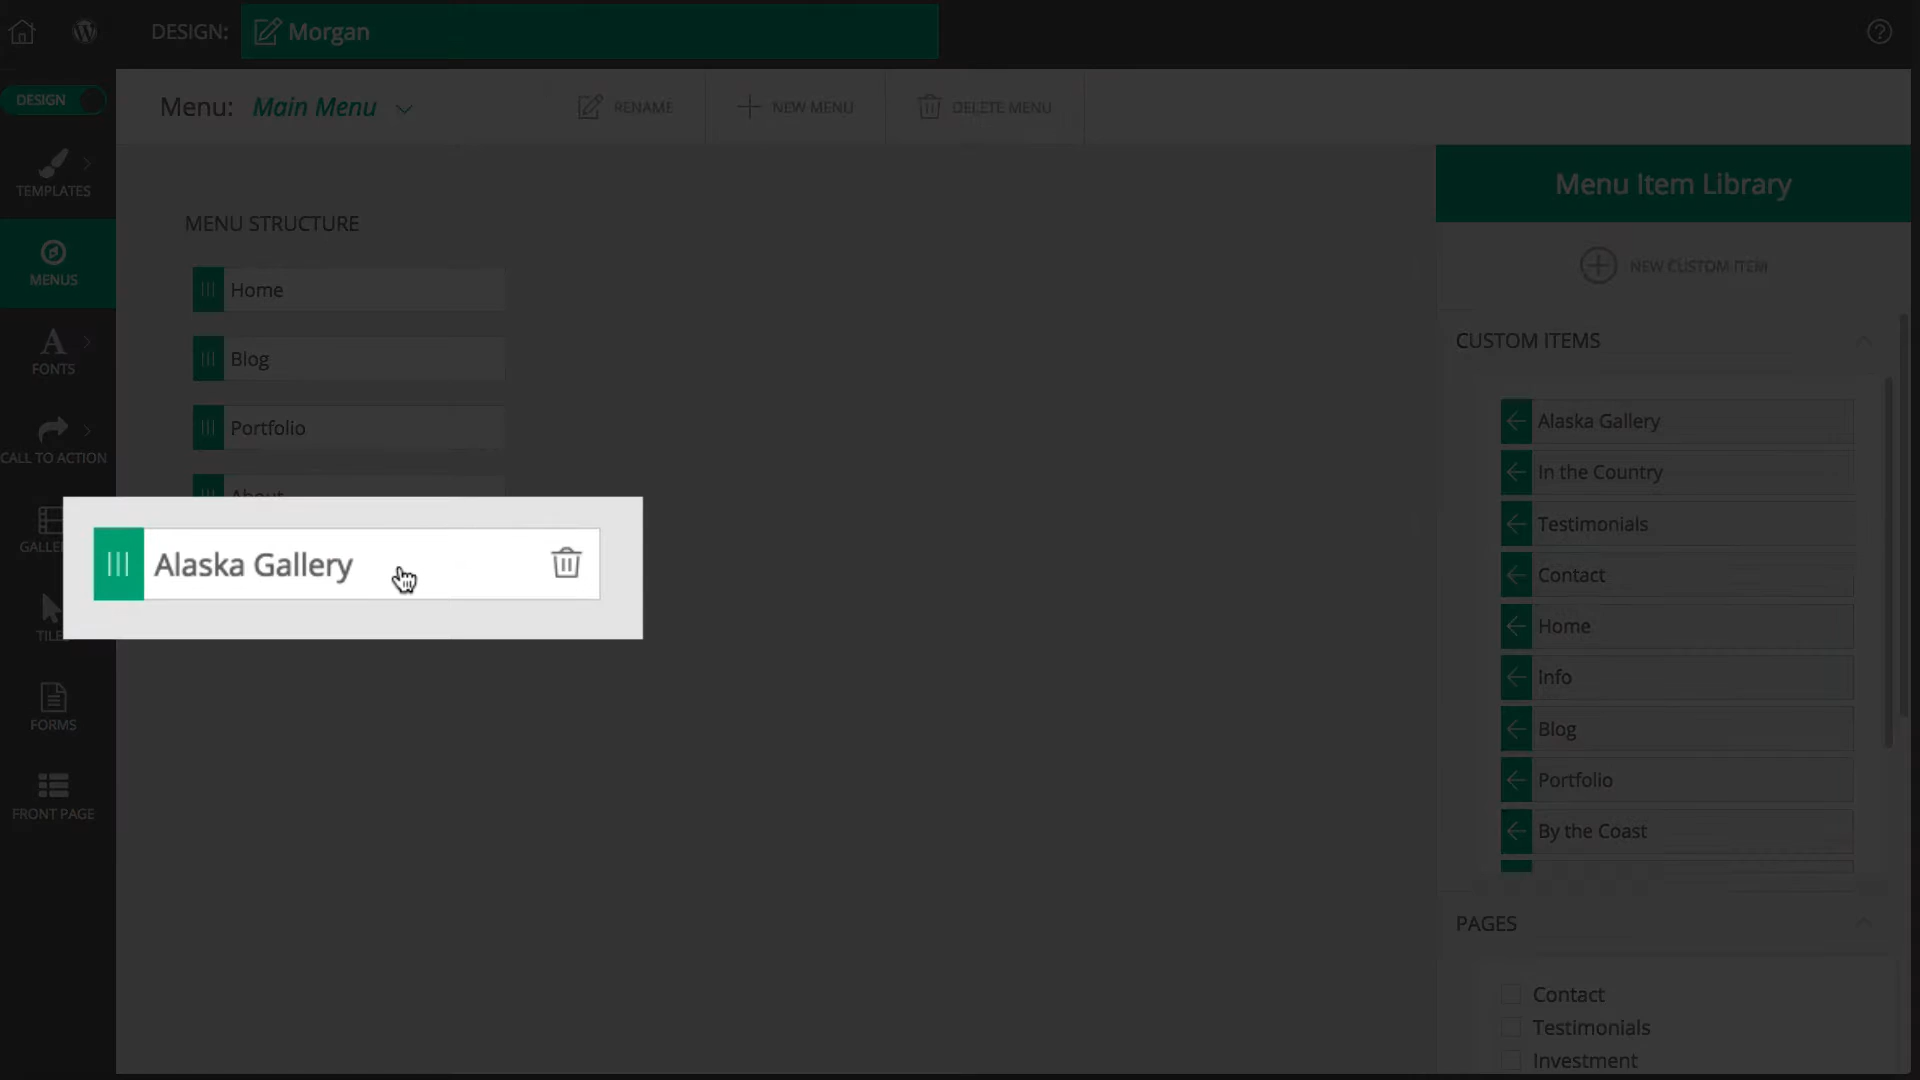 DESIGN: Morgan
DESIGN
Menu: Main Menu
RENAME
NEW MENU
DELETE MENU
TEMPLATES
MENUS
FONTS
CALL TO ACTION
FORMS
FRONT PAGE
MENU STRUCTURE
Home
Blog
Portfolio
About
Alaska Gallery
Menu Item Library
NEW CUSTOM ITEM
CUSTOM ITEMS
Alaska Gallery
In the Country
Testimonials
Contact
Home
Info
Blog
Portfolio
By the Coast
PAGES
Contact
Testimonials
Investment